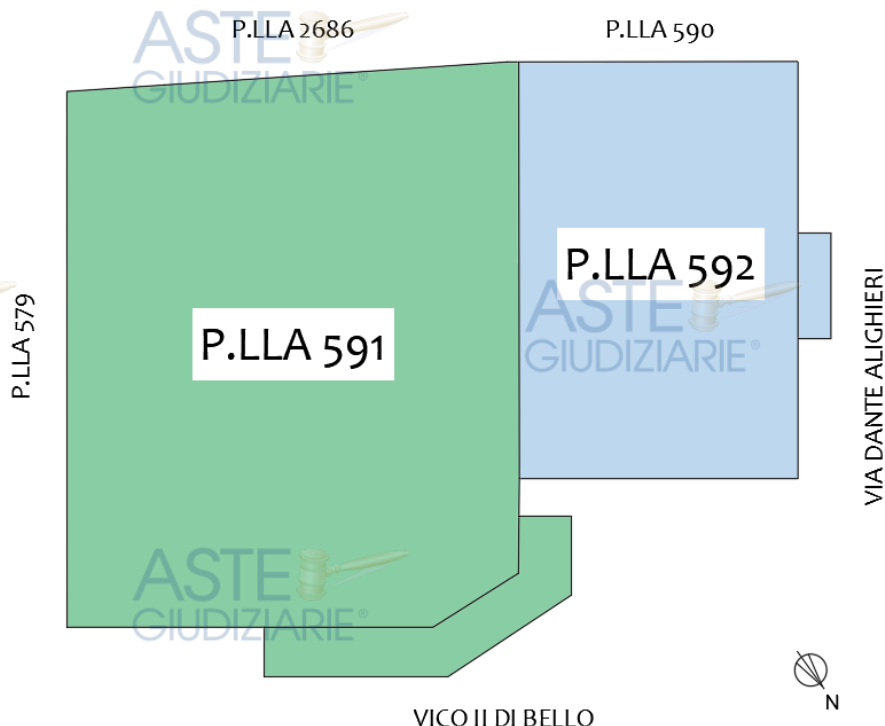 P.LLA 2686
P.LLA 590
ASTE
GIUDIZIARIE®
P.LLA 592
P.LLA 579
P.LLA 591
ASTE
GIUDIZIARIE®
VIA DANTE ALIGHIERI
ASTE
GIUDIZIARIE®
N
VICO II DI BELLO